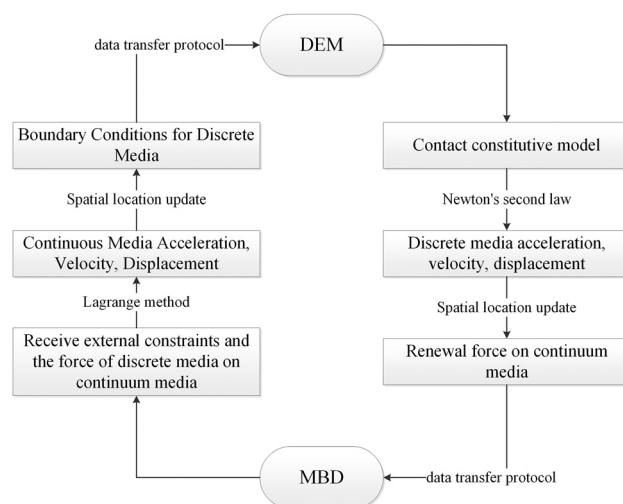 data transfer protocol
DEM
Boundary Conditions for Discrete
Media
Contact constitutive model
Spatial location update
Newton's second law
Continuous Media Acceleration,
Velocity, Displacement
Discrete media acceleration,
velocity, displacement
Lagrange method
Spatial location update
Receive external constraints and
the force of discrete media on
continuum media
Renewal force on continuum
media
MBD
data transfer protocol